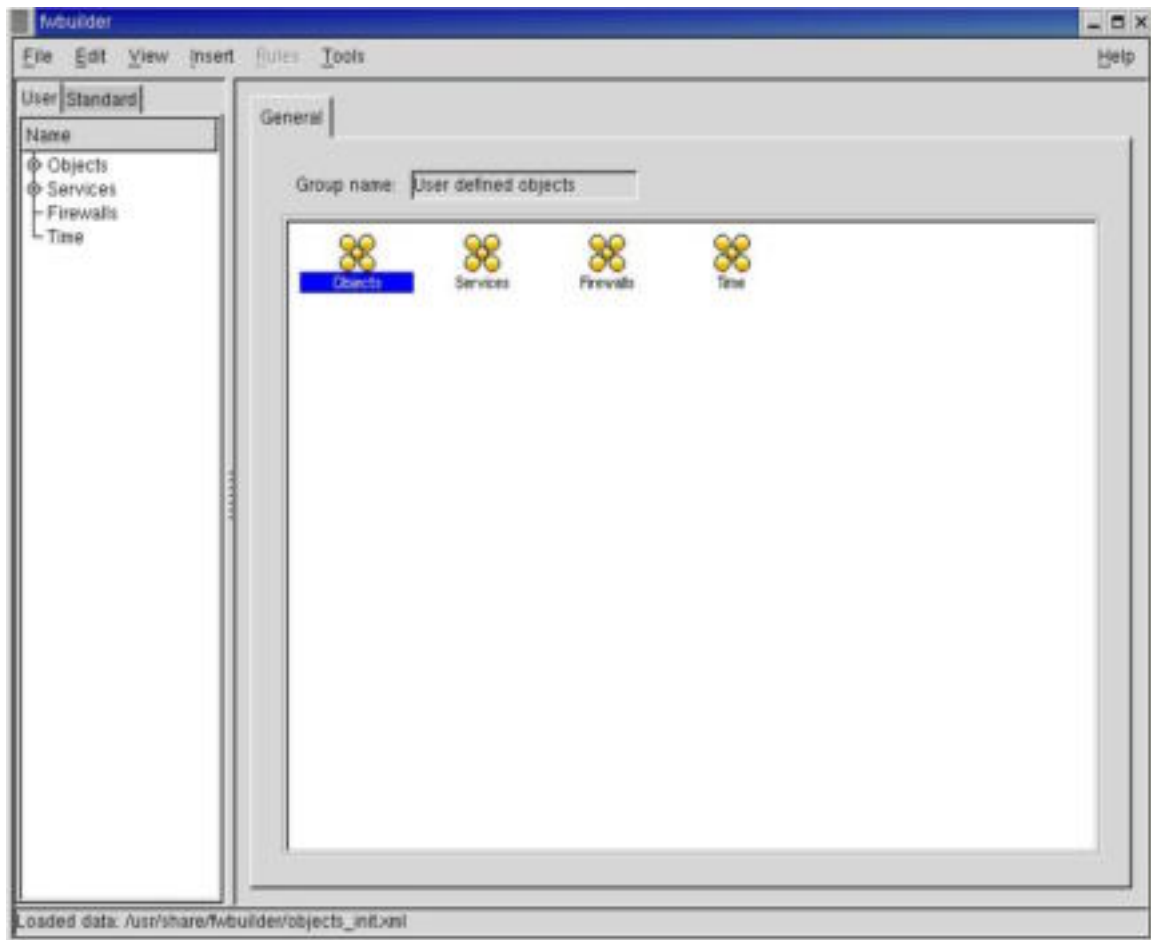 fwbuilder
File Edit View Insert Rules Tools Help
User Standard
Name
Objects
Services
Firewalls
Time
General
Group name: User defined objects
Objects Services Firewalls Time
Loaded data: /usr/share/fwbuilder/objects_init.xml